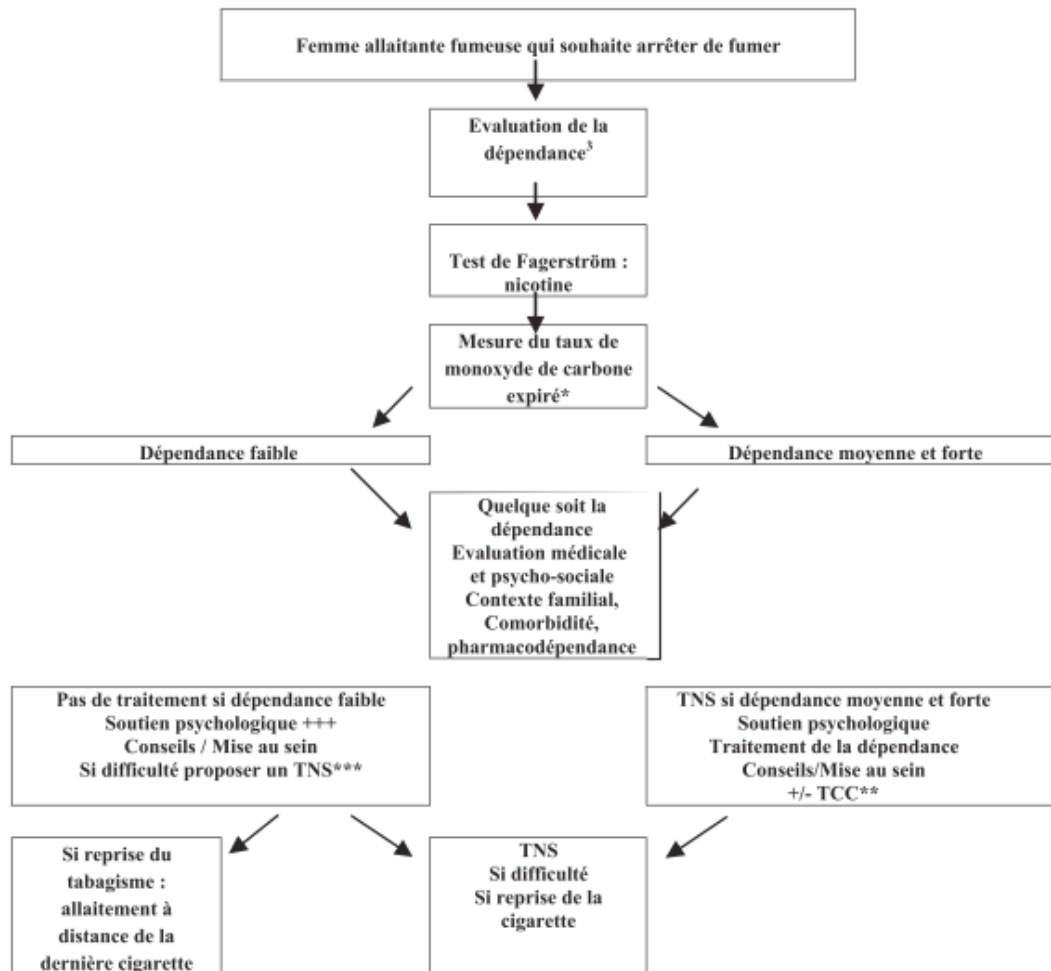 Femme allaitante fumeuse qui souhaite arrêter de fumer
Evaluation de la
dépendance³
Test de Fagerström :
nicotine
Mesure du taux de
monoxyde de carbone
expiré*
Dépendance faible
Dépendance moyenne et forte
Quelque soit la
dépendance
Evaluation médicale
et psycho-sociale
Contexte familial,
Comorbidité,
pharmacodépendance
Pas de traitement si dépendance faible
Soutien psychologique +++
Conseils / Mise au sein
Si difficulté proposer un TNS***
TNS si dépendance moyenne et forte
Soutien psychologique
Traitement de la dépendance
Conseils/Mise au sein
+/- TCC**
Si reprise du
tabagisme :
allaitement à
distance de la
dernière cigarette
TNS
Si difficulté
Si reprise de la
cigarette